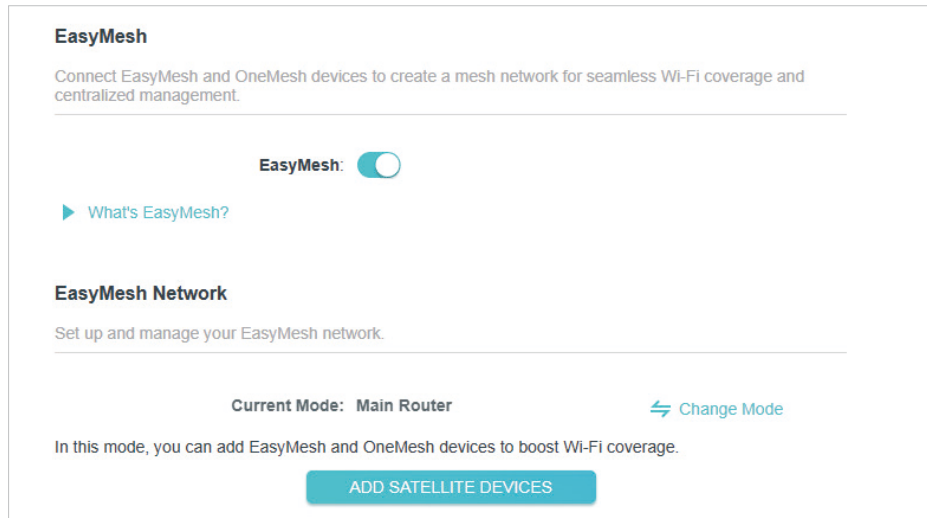 EasyMesh
Connect EasyMesh and OneMesh devices to create a mesh network for seamless Wi-Fi coverage and
centralized management.
EasyMesh:
What's EasyMesh?
EasyMesh Network
Set up and manage your EasyMesh network.
Current Mode: Main Router
Change Mode
In this mode, you can add EasyMesh and OneMesh devices to boost Wi-Fi coverage.
ADD SATELLITE DEVICES